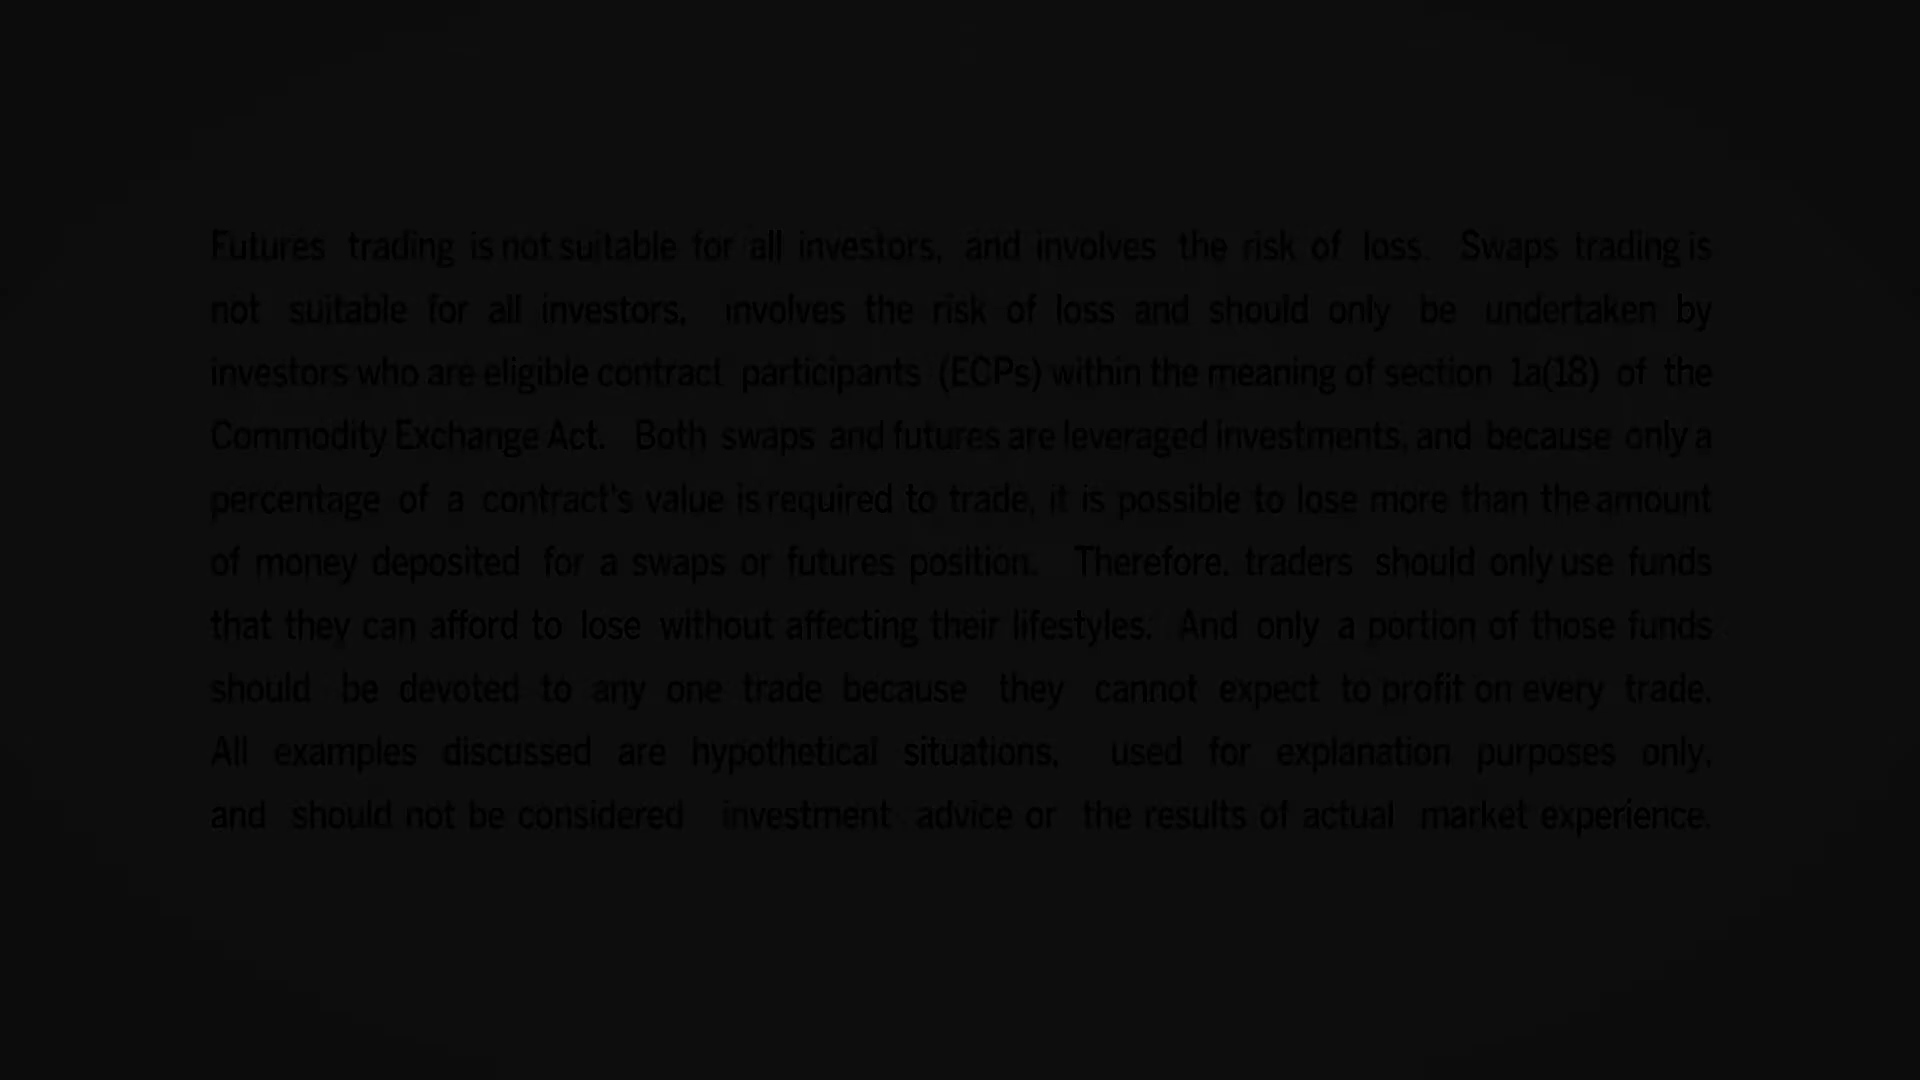 Futures trading is not suitable for all investors, and involves the risk of loss. Swaps trading is
not suitable for all investors, involves the risk of loss and should only be undertaken by
investors who are eligible contract participants (ECPs) within the meaning of section 1a(18) of the
Commodity Exchange Act. Both swaps and futures are leveraged investments, and because only a
percentage of a contract's value is required to trade, it is possible to lose more than the amount
of money deposited for a swaps or futures position. Therefore, traders should only use funds
that they can afford to lose without affecting their lifestyles. And only a portion of those funds
should be devoted to any one trade because they cannot expect to profit on every trade.
All examples discussed are hypothetical situations, used for explanation purposes only,
and should not be considered investment advice or the results of actual market experience.